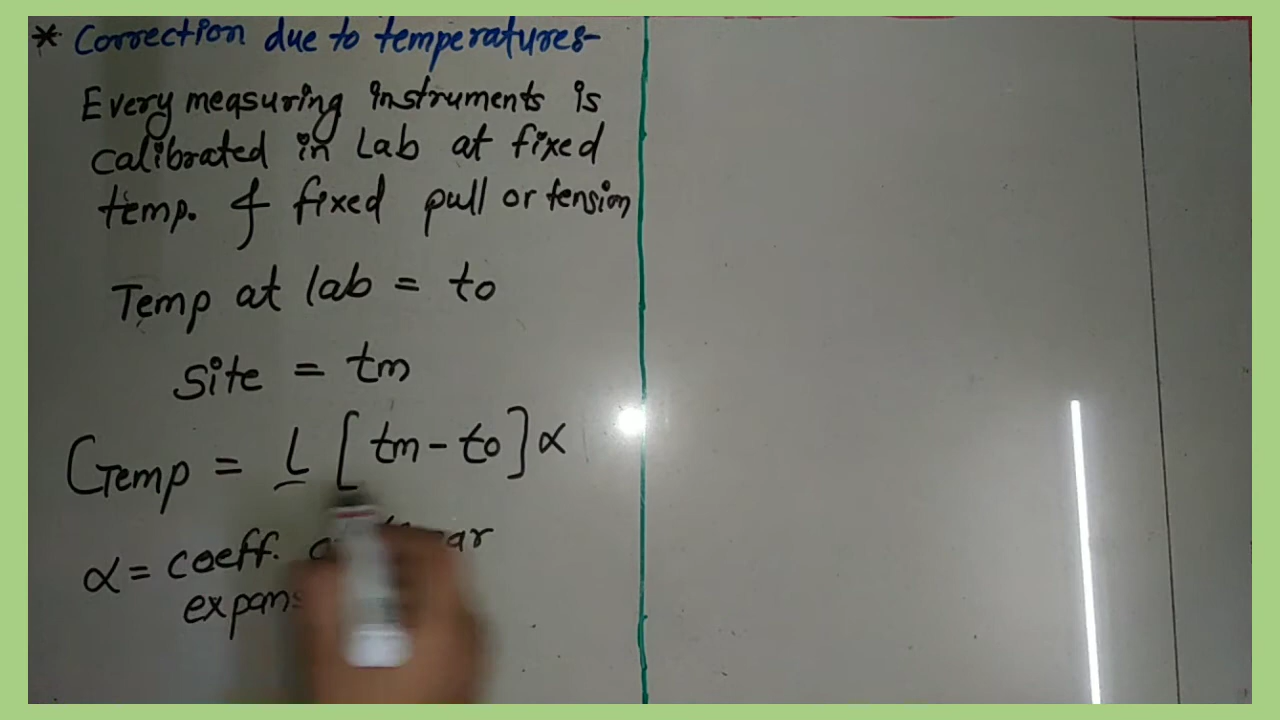 * Correction due to temperatures-
Every measuring instruments is
calibrated in Lab at fixed
temp. & fixed pull or tension
Temp at lab = to
Site = tm
CTemp = L [tm - to] α
α = coeff.